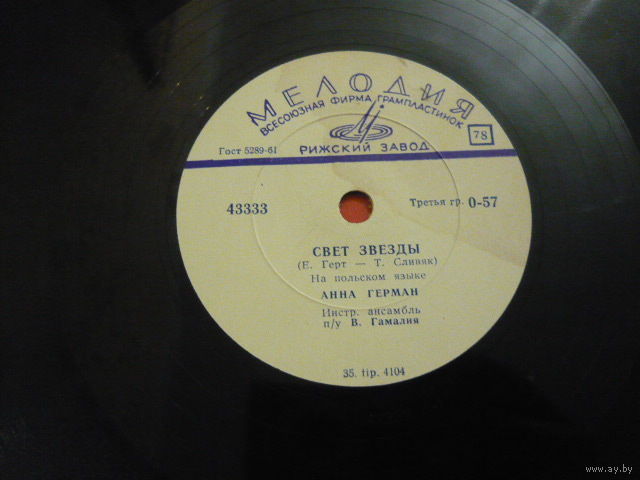 МЕЛОДИЯ
ВСЕСОЮЗНАЯ ФИРМА ГРАМПЛАСТИНОК
78
Гост 5289-61
РИЖСКИЙ ЗАВОД
43333
Третья гр. 0-57
СВЕТ ЗВЕЗДЫ
(Е. Герт — Т. Сливяк)
На польском языке
АННА ГЕРМАН
Инстр. ансамбль
п/у В. Гамалия
35. tip. 4104
www.ay.by